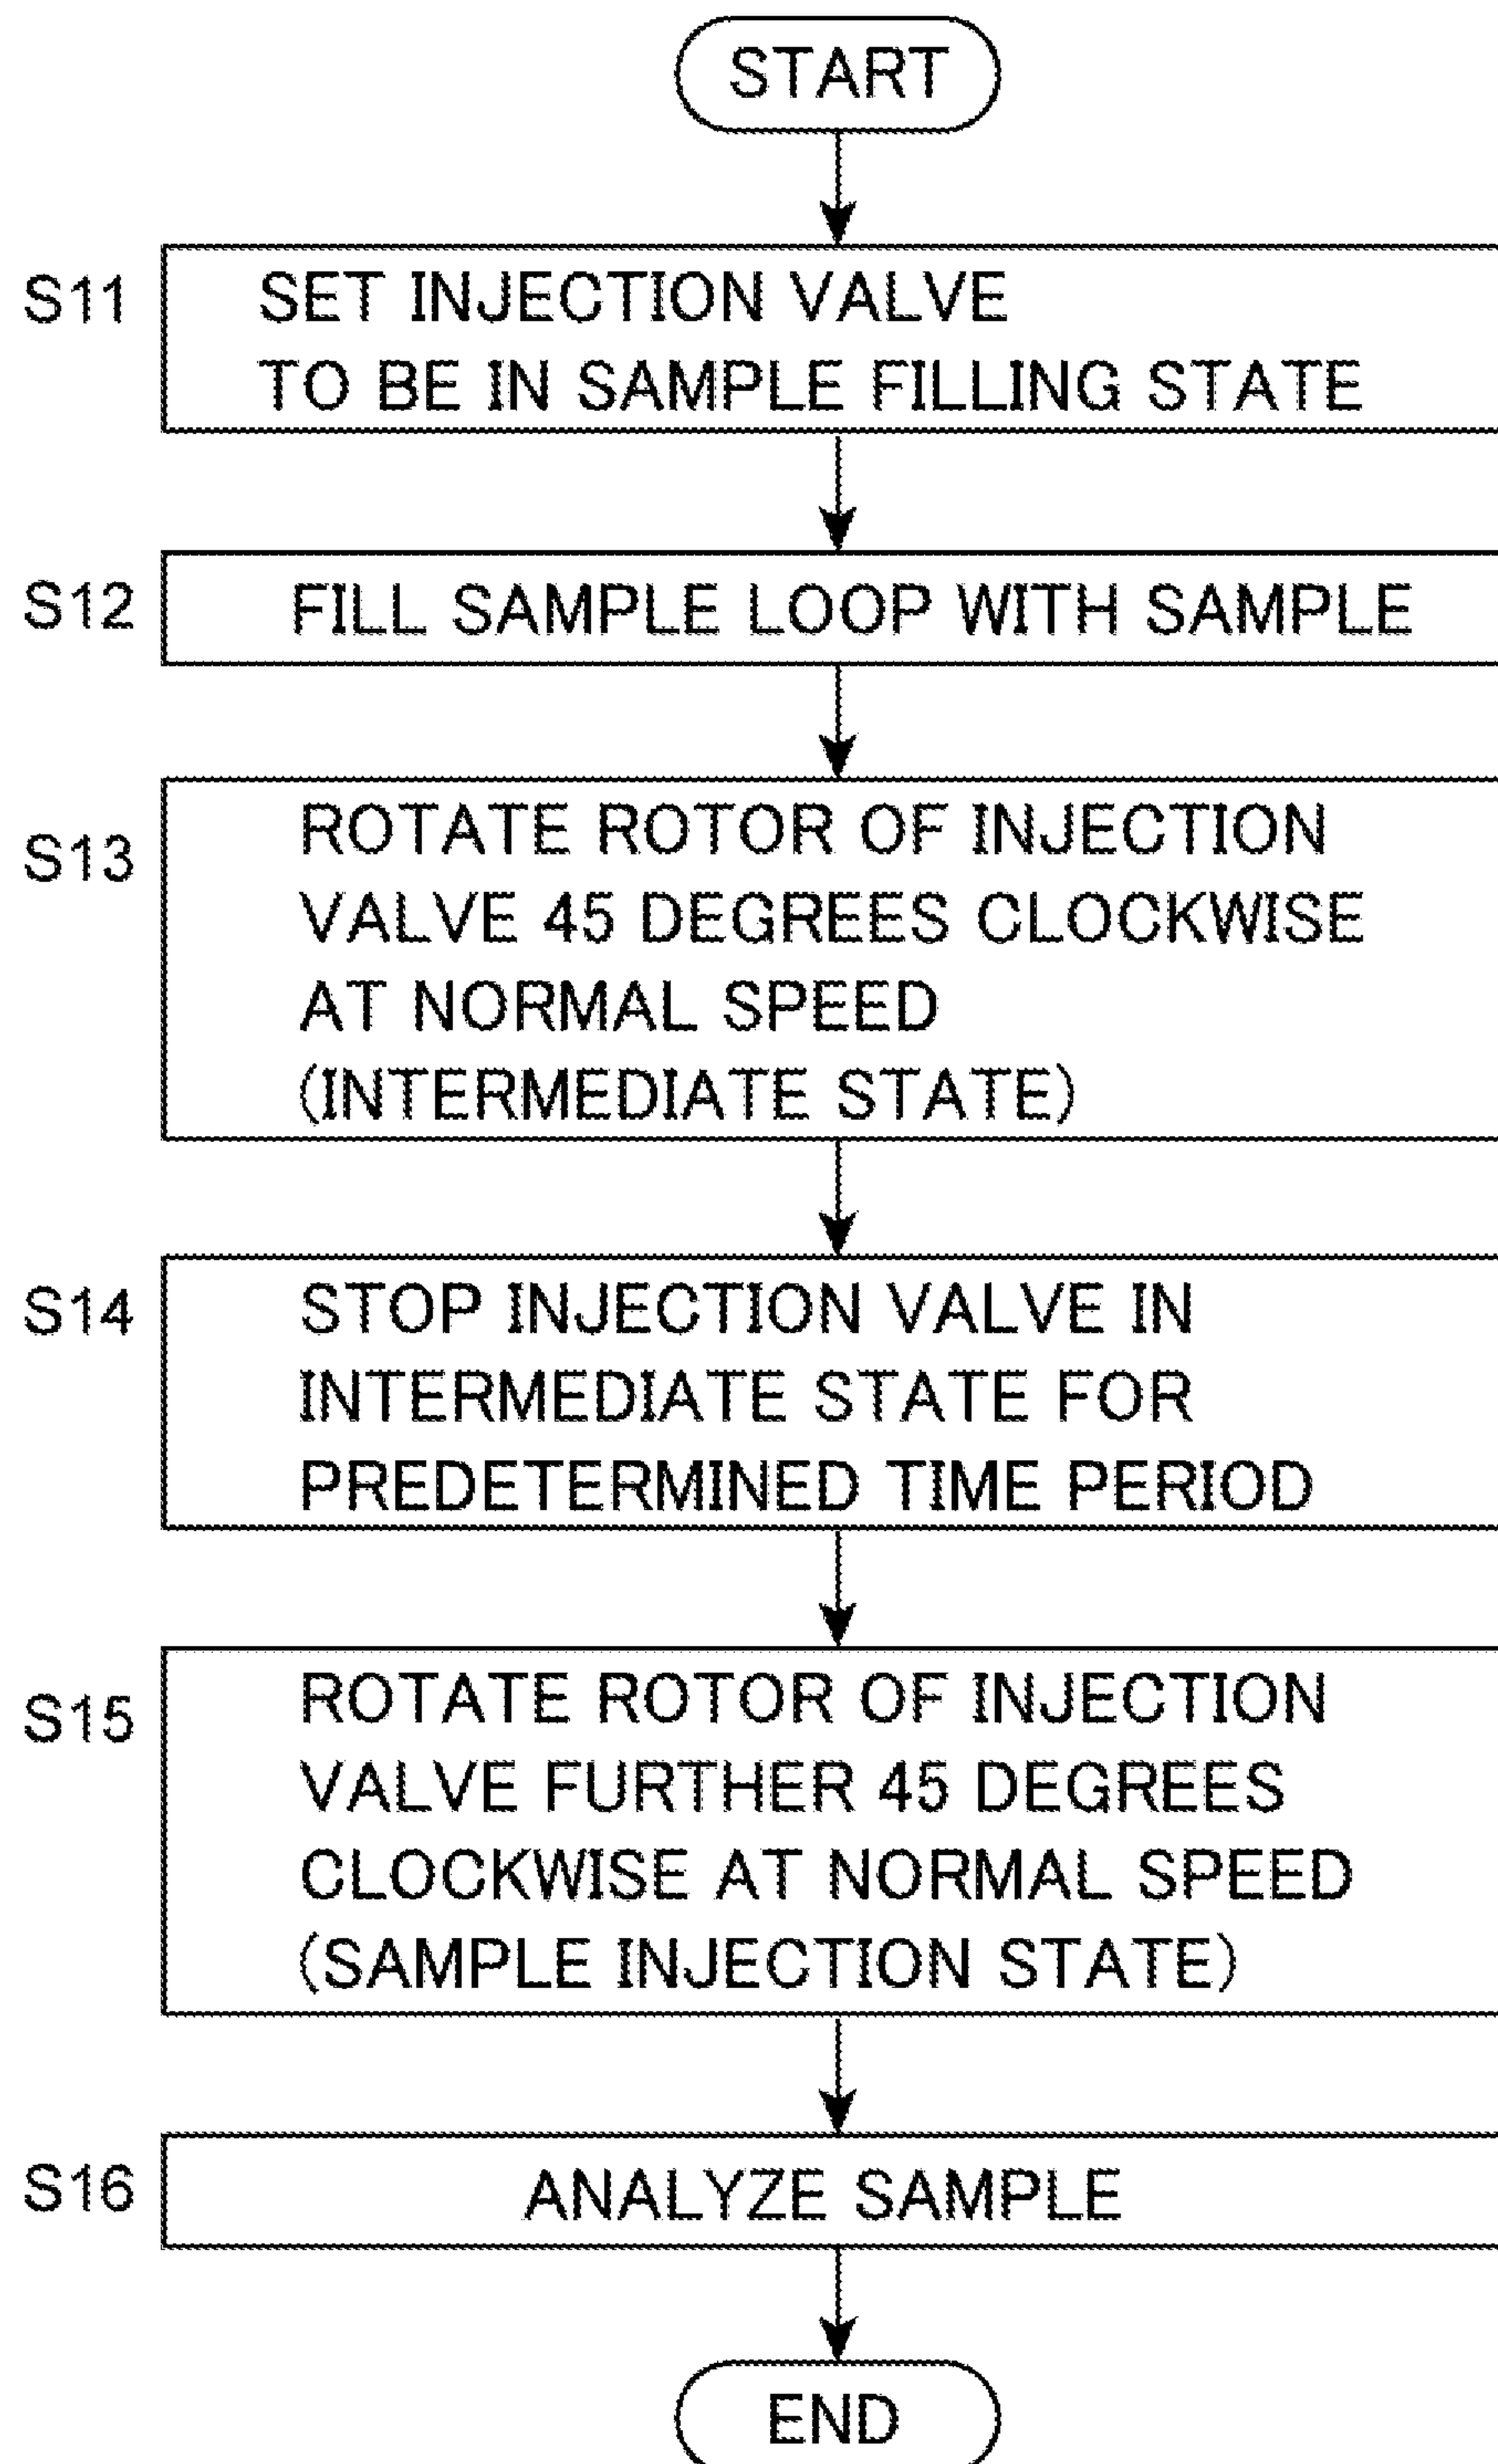 START
S11
SET INJECTION VALVE
TO BE IN SAMPLE FILLING STATE
S12
FILL SAMPLE LOOP WITH SAMPLE
S13
ROTATE ROTOR OF INJECTION
VALVE 45 DEGREES CLOCKWISE
AT NORMAL SPEED
(INTERMEDIATE STATE)
S14
STOP INJECTION VALVE IN
INTERMEDIATE STATE FOR
PREDETERMINED TIME PERIOD
S15
ROTATE ROTOR OF INJECTION
VALVE FURTHER 45 DEGREES
CLOCKWISE AT NORMAL SPEED
(SAMPLE INJECTION STATE)
S16
ANALYZE SAMPLE
END